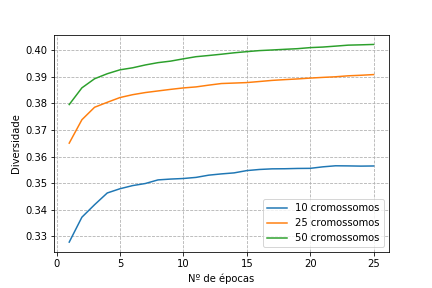 0.40
0.39
0.38
0.37
0.36
0.35
0.34
0.33
Diversidade
0
5
10
15
20
25
Nº de épocas
10 cromossomos
25 cromossomos
50 cromossomos